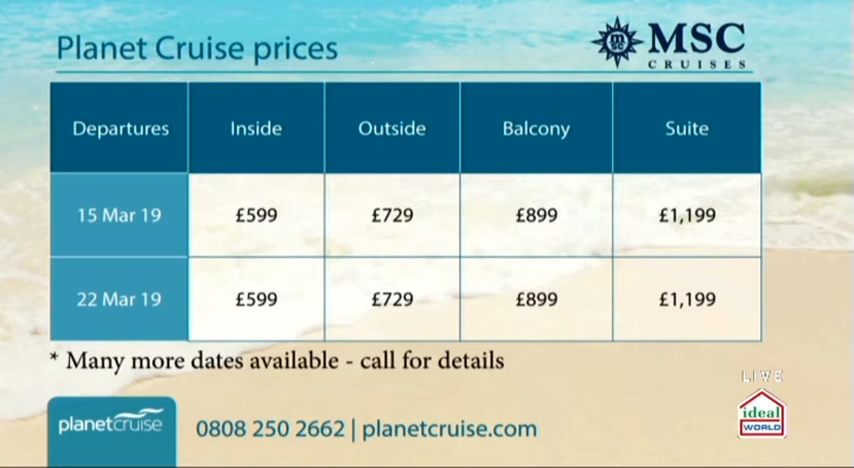 Planet Cruise prices
MSC
CRUISES
Departures Inside Outside Balcony Suite
15 Mar 19 £599 £729 £899 £1,199
22 Mar 19 £599 £729 £899 £1,199
* Many more dates available - call for details
LIVE
ideal
WORLD
planetcruise
0808 250 2662 | planetcruise.com